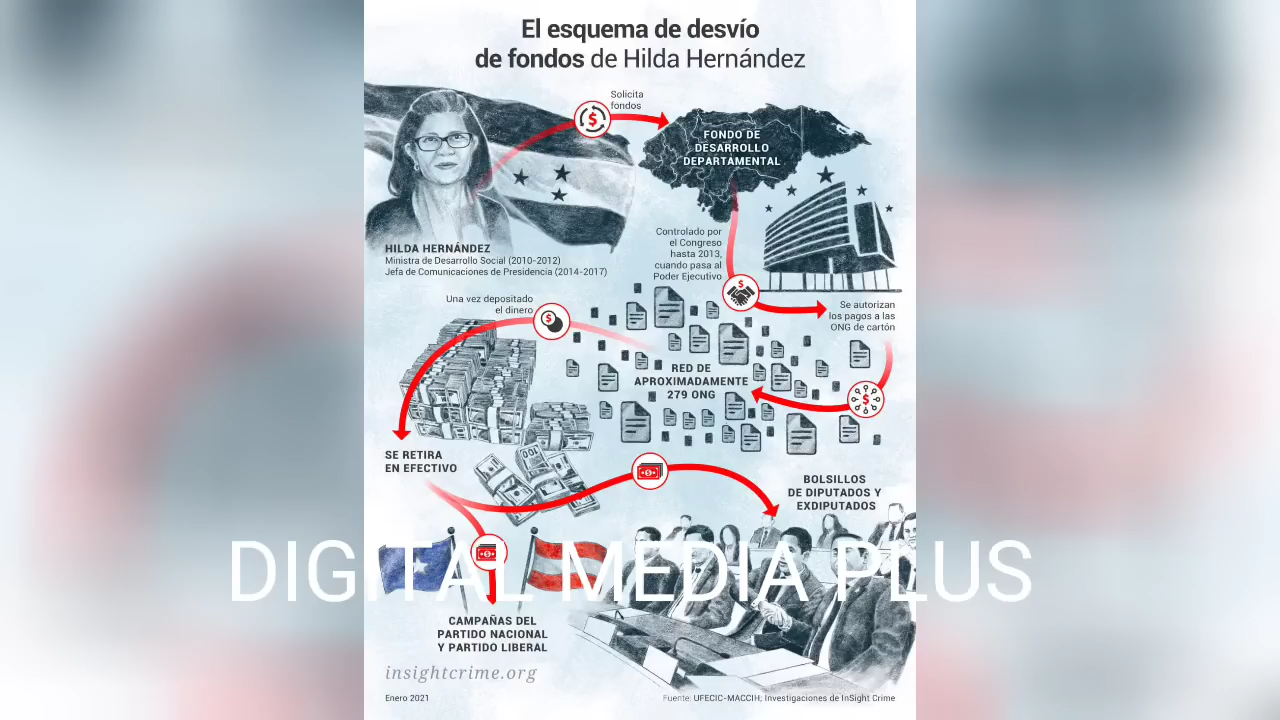 El esquema de desvío
de fondos de Hilda Hernández
Solicita
fondos
FONDO DE
DESARROLLO
DEPARTAMENTAL
HILDA HERNÁNDEZ
Ministra de Desarrollo Social (2010-2012)
Jefa de Comunicaciones de Presidencia (2014-2017)
Controlado por
el Congreso
hasta 2013,
cuando pasa al
Poder Ejecutivo
Se autorizan
los pagos a las
ONG de cartón
Una vez depositado
el dinero
RED DE
APROXIMADAMENTE
279 ONG
SE RETIRA
EN EFECTIVO
100
BOLSILLOS
DE DIPUTADOS Y
EXDIPUTADOS
DIGITAL MEDIA PLUS
CAMPAÑAS DEL
PARTIDO NACIONAL
Y PARTIDO LIBERAL
insightcrime.org
Enero 2021
Fuente: UFECIC-MACCIH; Investigaciones de InSight Crime